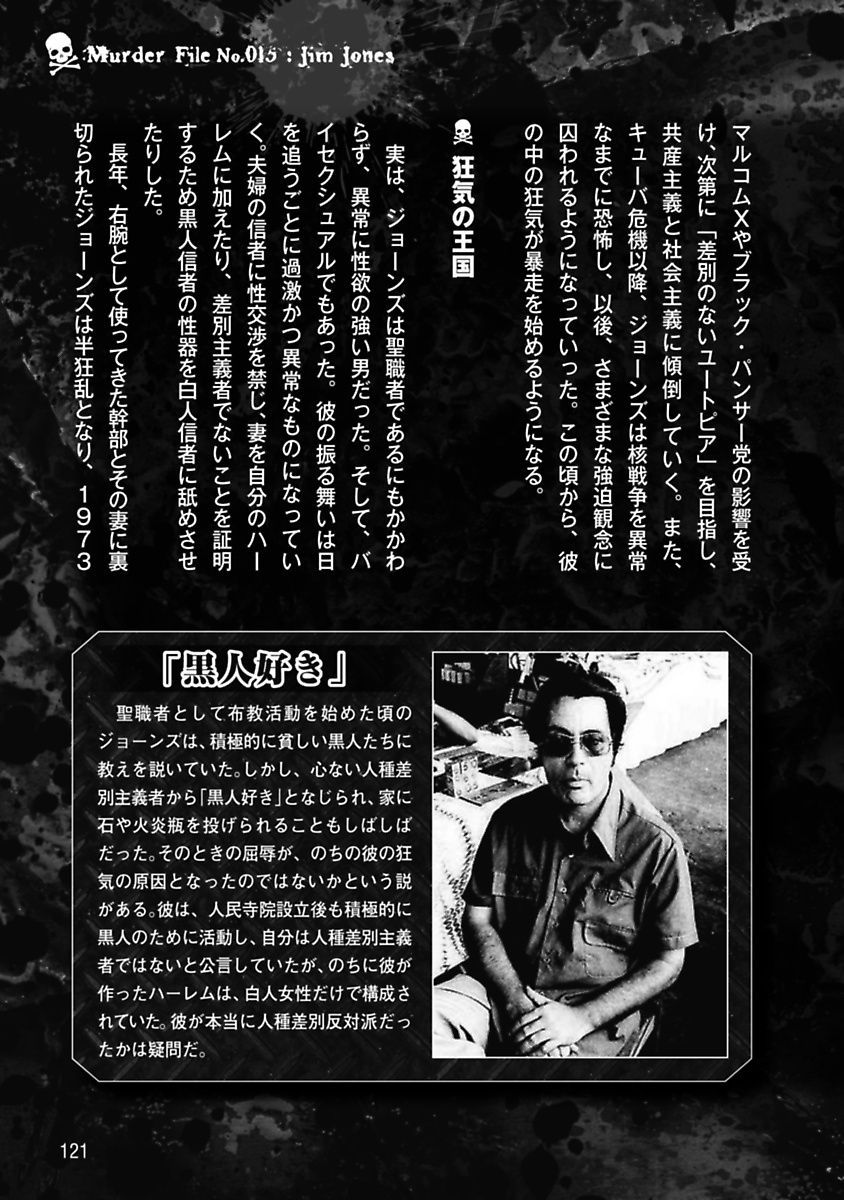 Murder File No.015 : Jim Jones
マルコムXやブラック・パンサー党の影響を受
け、次第に「差別のないユートピア」を目指し、
共産主義と社会主義に傾倒していく。また、
キューバ危機以降、ジョーンズは核戦争を異常
なまでに恐怖し、以後、さまざまな強迫観念に
囚われるようになっていった。この頃から、彼
の中の狂気が暴走を始めるようになる。
狂気の王国
実は、ジョーンズは聖職者であるにもかかわ
らず、異常に性欲の強い男だった。そして、バ
イセクシュアルでもあった。彼の振る舞いは日
を追うごとに過激かつ異常なものになってい
く。夫婦の信者に性交渉を禁じ、妻を自分のハー
レムに加えたり、差別主義者でないことを証明
するため黒人信者の性器を白人信者に舐めさせ
たりした。
長年、右腕として使ってきた幹部とその妻に裏
切られたジョーンズは半狂乱となり、1973
『黒人好き』
聖職者として布教活動を始めた頃の
ジョーンズは、積極的に貧しい黒人たちに
教えを説いていた。しかし、心ない人種差
別主義者から「黒人好き」となじられ、家に
石や火炎瓶を投げられることもしばしば
だった。そのときの屈辱が、のちの彼の狂
気の原因となったのではないかという説
がある。彼は、人民寺院設立後も積極的に
黒人のために活動し、自分は人種差別主義
者ではないと公言していたが、のちに彼が
作ったハーレムは、白人女性だけで構成さ
れていた。彼が本当に人種差別反対派だっ
たかは疑問だ。
121